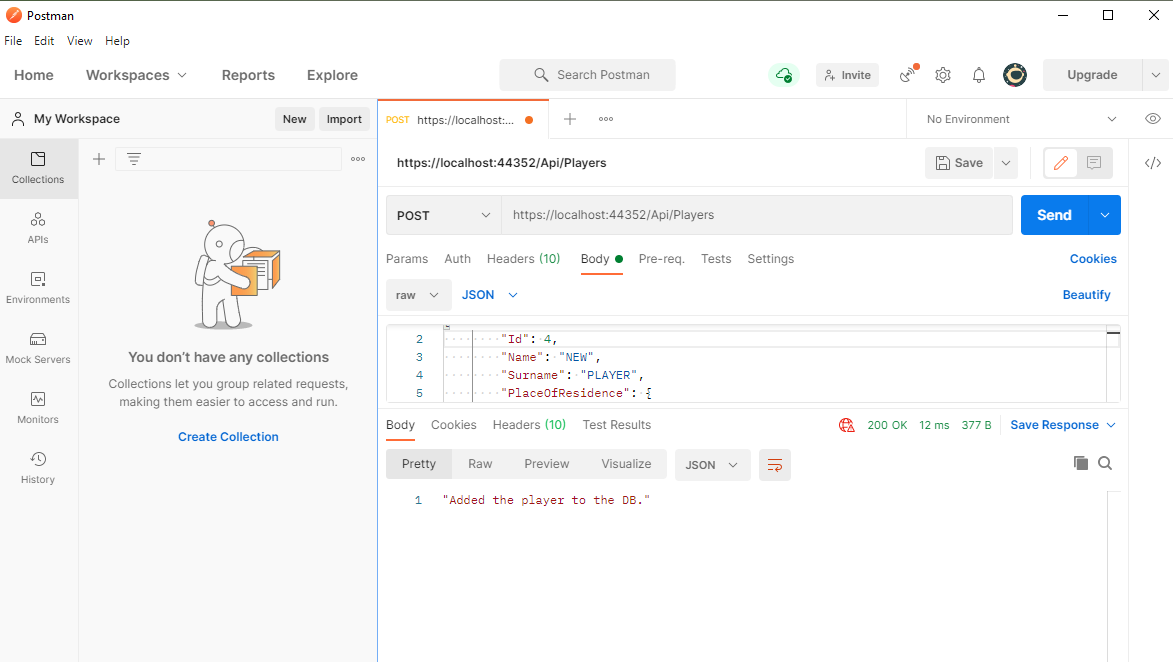 Postman
File Edit View Help
Home Workspaces Reports Explore Search Postman Invite Upgrade
My Workspace New Import
POST https://localhost:... No Environment
Collections
APIs
Environments
Mock Servers
Monitors
History
You don’t have any collections
Collections let you group related requests,
making them easier to access and run.
Create Collection
https://localhost:44352/Api/Players Save
POST https://localhost:44352/Api/Players Send
Params Auth Headers (10) Body Pre-req. Tests Settings Cookies
raw JSON Beautify
2 "Id": 4,
3 "Name": "NEW",
4 "Surname": "PLAYER",
5 "PlaceOfResidence": {
Body Cookies Headers (10) Test Results 200 OK 12 ms 377 B Save Response
Pretty Raw Preview Visualize JSON
1 "Added the player to the DB."